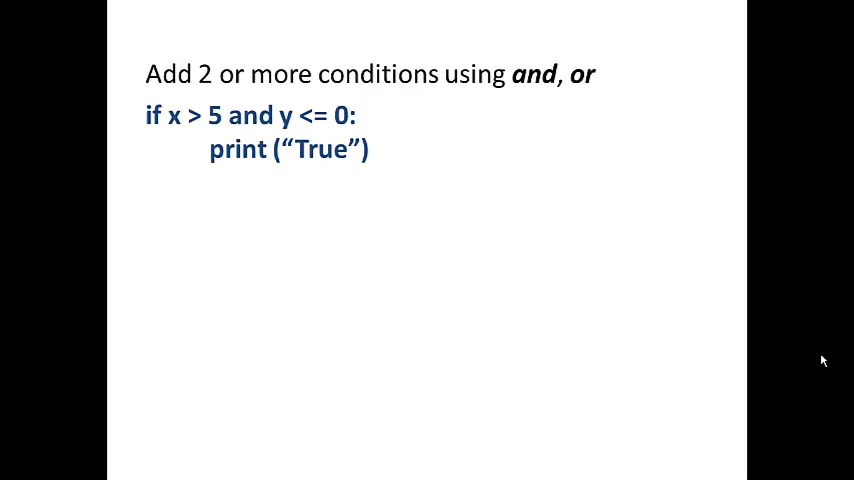 Add 2 or more conditions using and, or
if x > 5 and y <= 0:
print (“True”)